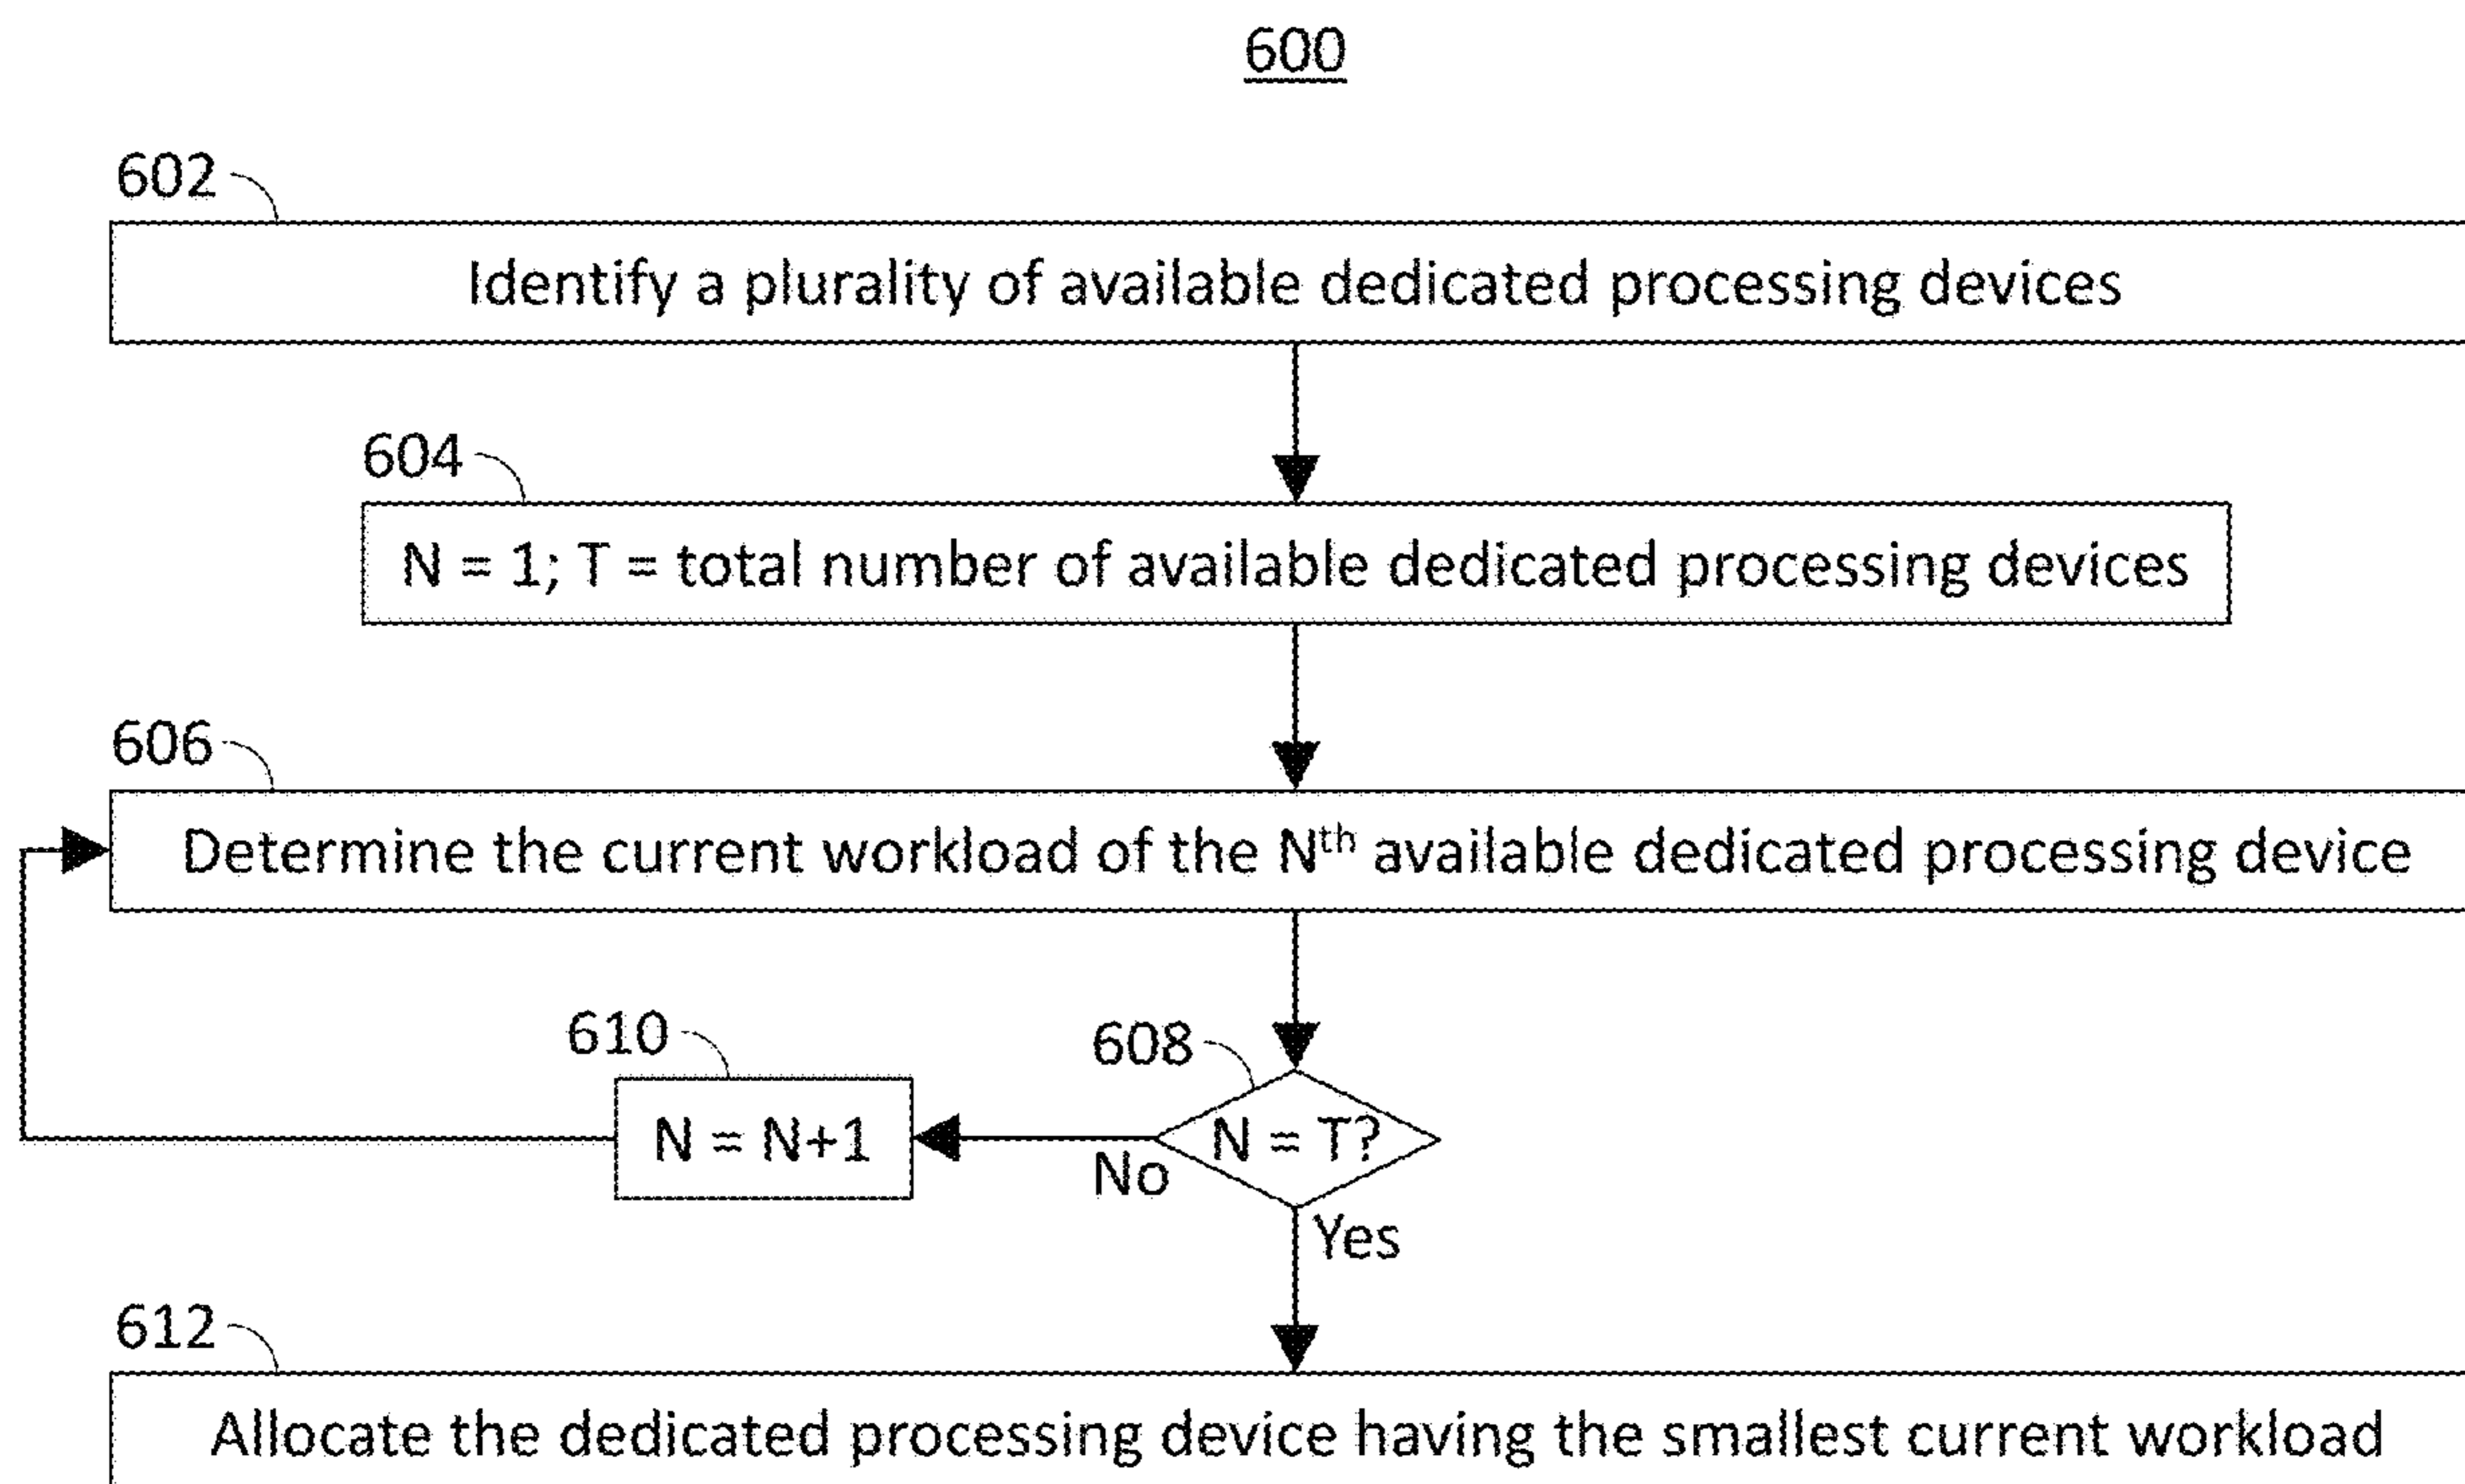 600
602
Identify a plurality of available dedicated processing devices
604
N = 1; T = total number of available dedicated processing devices
606
Determine the current workload of the Nth available dedicated processing device
610
608
N = N+1
N = T?
No
Yes
612
Allocate the dedicated processing device having the smallest current workload